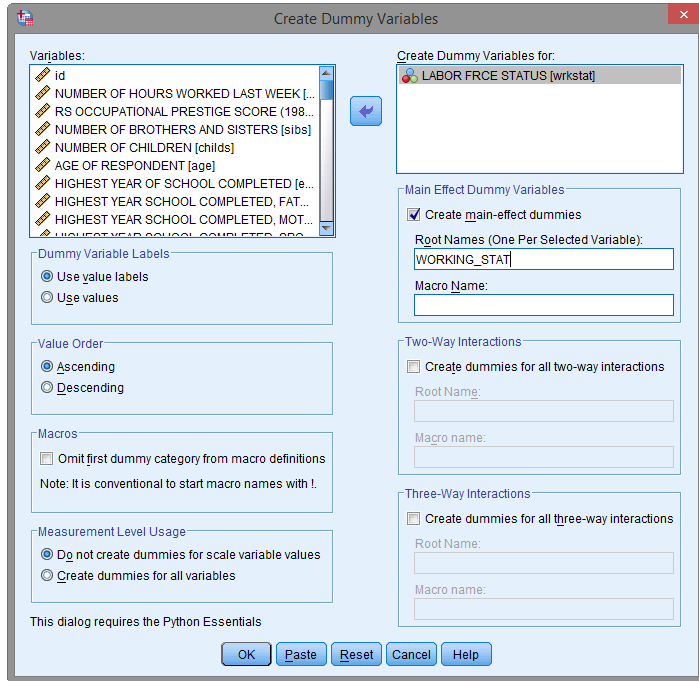 Create Dummy Variables
Variables:
id
NUMBER OF HOURS WORKED LAST WEEK [...
RS OCCUPATIONAL PRESTIGE SCORE (198...
NUMBER OF BROTHERS AND SISTERS [sibs]
NUMBER OF CHILDREN [childs]
AGE OF RESPONDENT [age]
HIGHEST YEAR OF SCHOOL COMPLETED [e...
HIGHEST YEAR SCHOOL COMPLETED, FAT...
HIGHEST YEAR SCHOOL COMPLETED, MOT...
HIGHEST YEAR SCHOOL COMPLETED, SPO...
Dummy Variable Labels
Use value labels
Use values
Value Order
Ascending
Descending
Macros
Omit first dummy category from macro definitions
Note: It is conventional to start macro names with !.
Measurement Level Usage
Do not create dummies for scale variable values
Create dummies for all variables
This dialog requires the Python Essentials
Create Dummy Variables for:
LABOR FRCE STATUS [wrkstat]
Main Effect Dummy Variables
Create main-effect dummies
Root Names (One Per Selected Variable):
WORKING_STAT
Macro Name:
Two-Way Interactions
Create dummies for all two-way interactions
Root Name:
Macro name:
Three-Way Interactions
Create dummies for all three-way interactions
Root Name:
Macro name:
OK
Paste
Reset
Cancel
Help